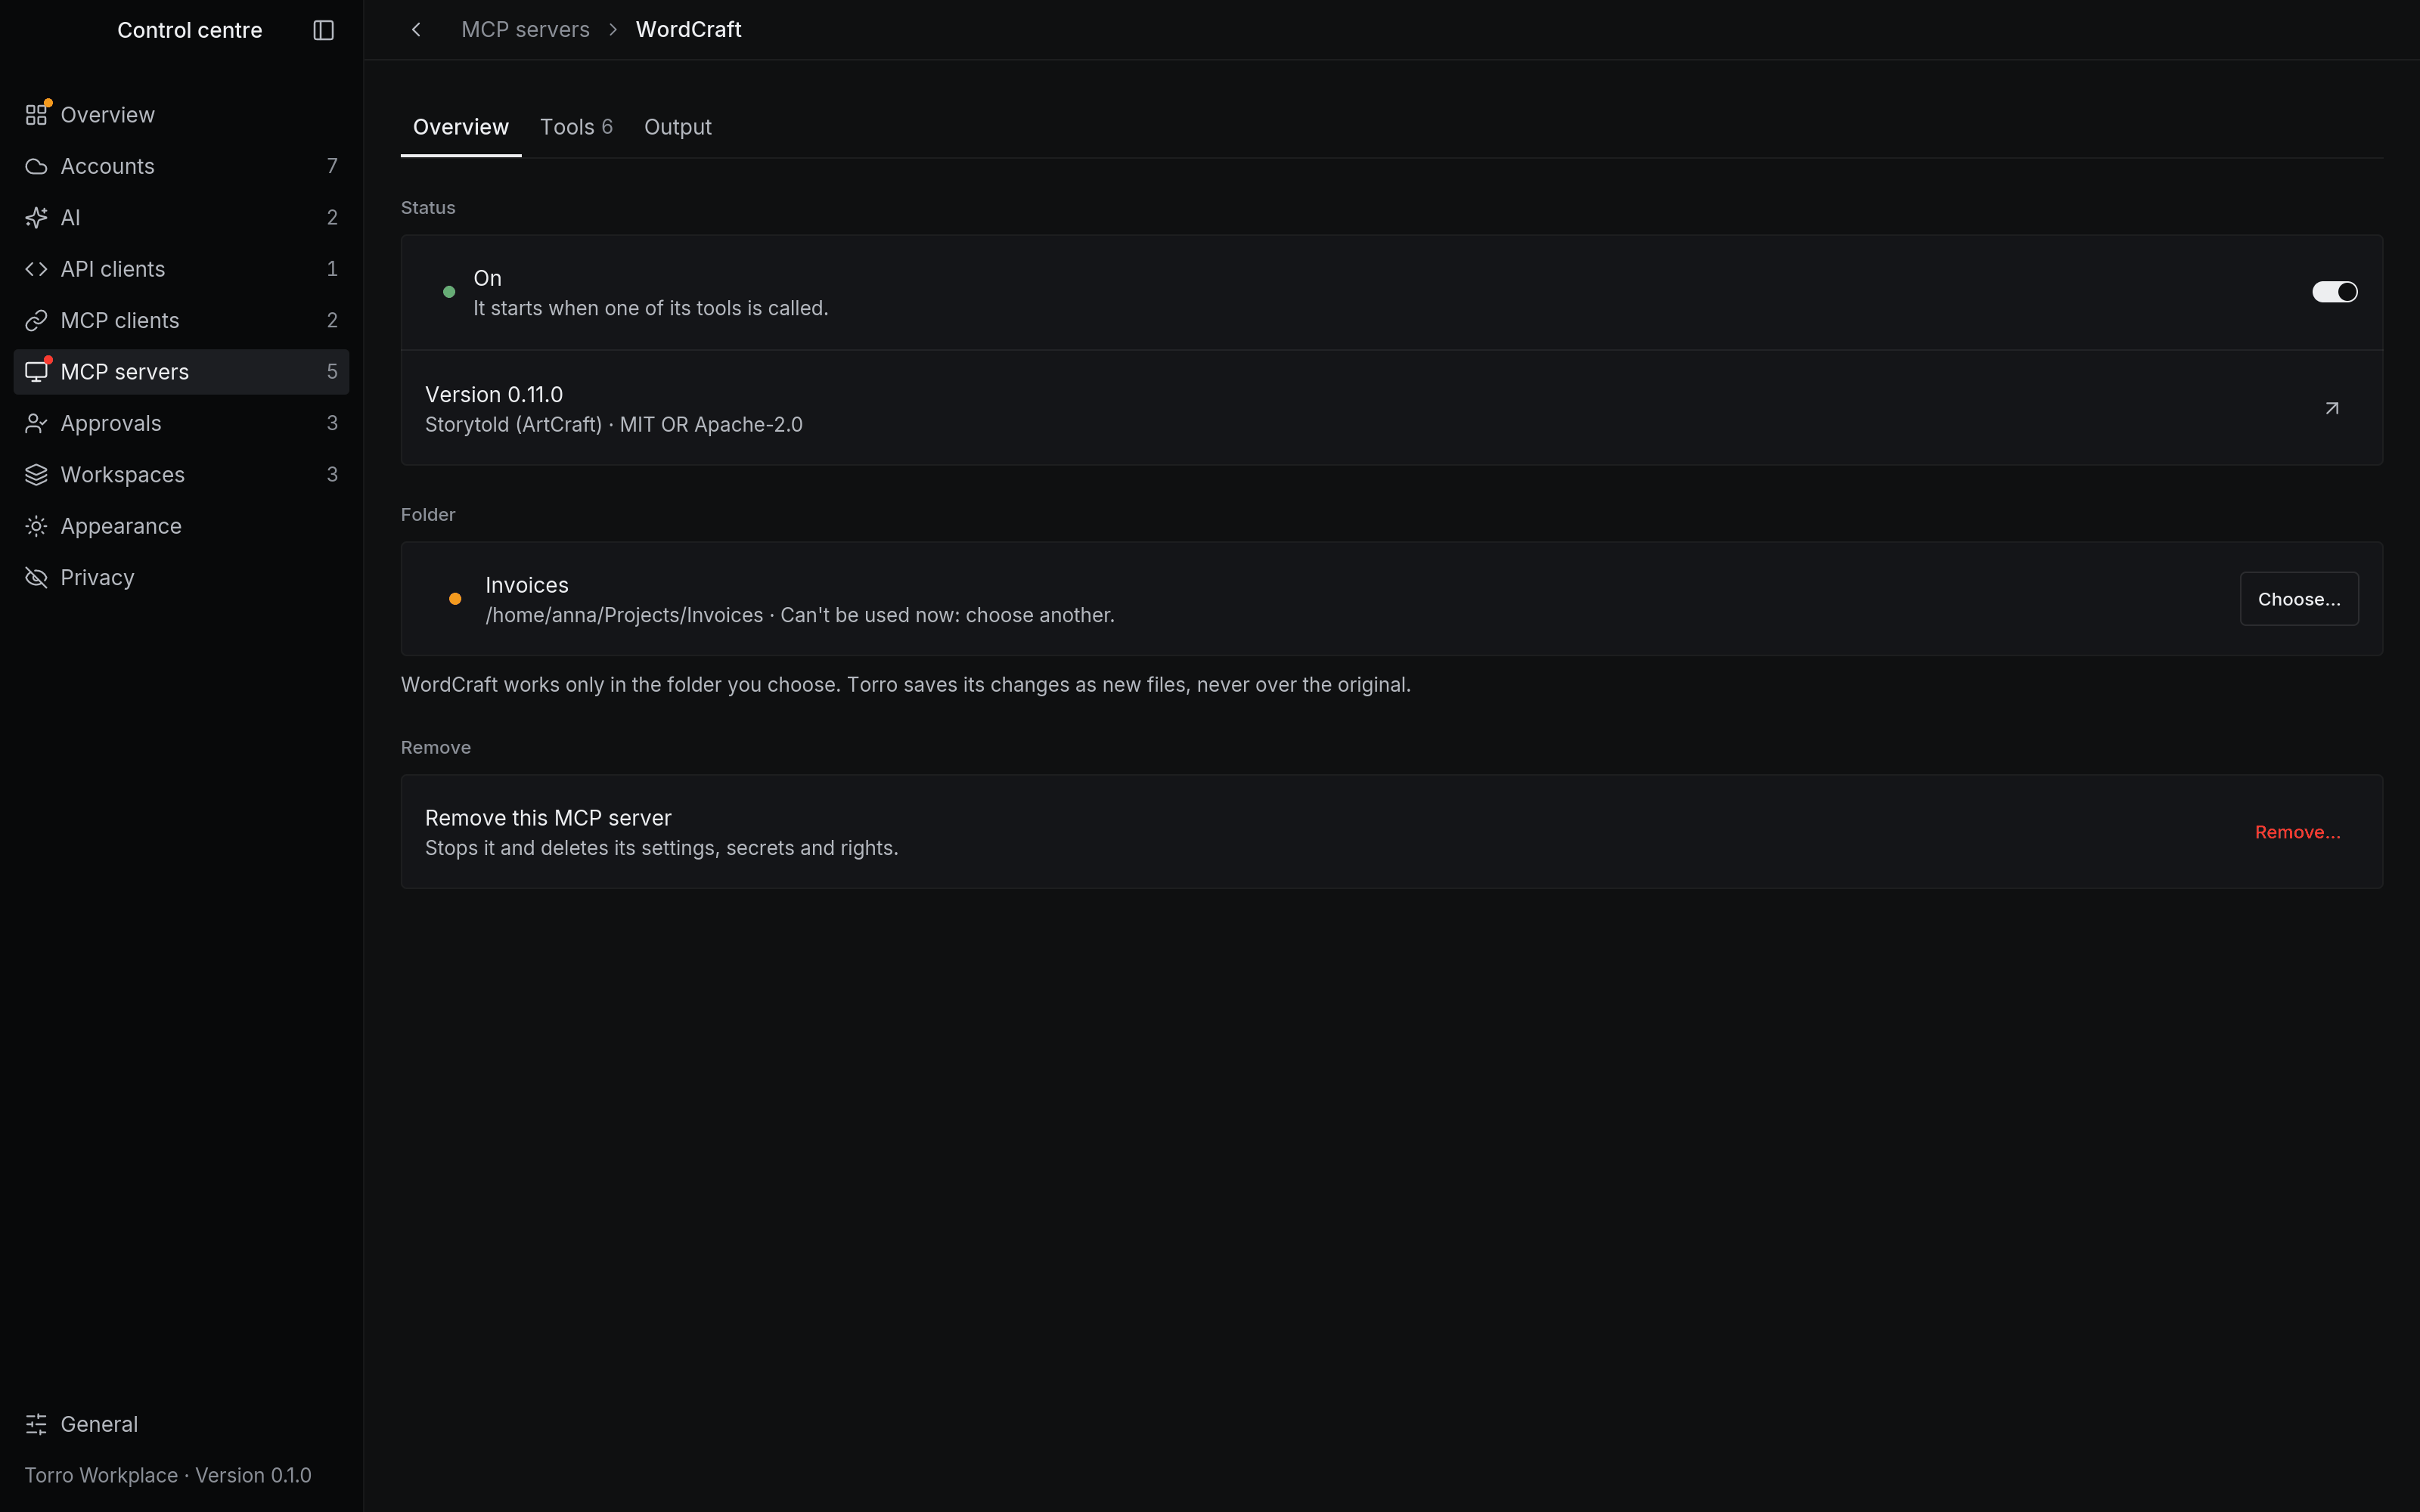 Control centre
MCP servers
WordCraft
Overview
Accounts 7
AI 2
API clients 1
MCP clients 2
MCP servers 5
Approvals 3
Workspaces 3
Appearance
Privacy
General
Torro Workplace · Version 0.1.0
Overview Tools 6 Output
Status
On
It starts when one of its tools is called.
Version 0.11.0
Storytold (ArtCraft) · MIT OR Apache-2.0
Folder
Invoices
/home/anna/Projects/Invoices · Can't be used now: choose another.
Choose...
WordCraft works only in the folder you choose. Torro saves its changes as new files, never over the original.
Remove
Remove this MCP server
Stops it and deletes its settings, secrets and rights.
Remove...